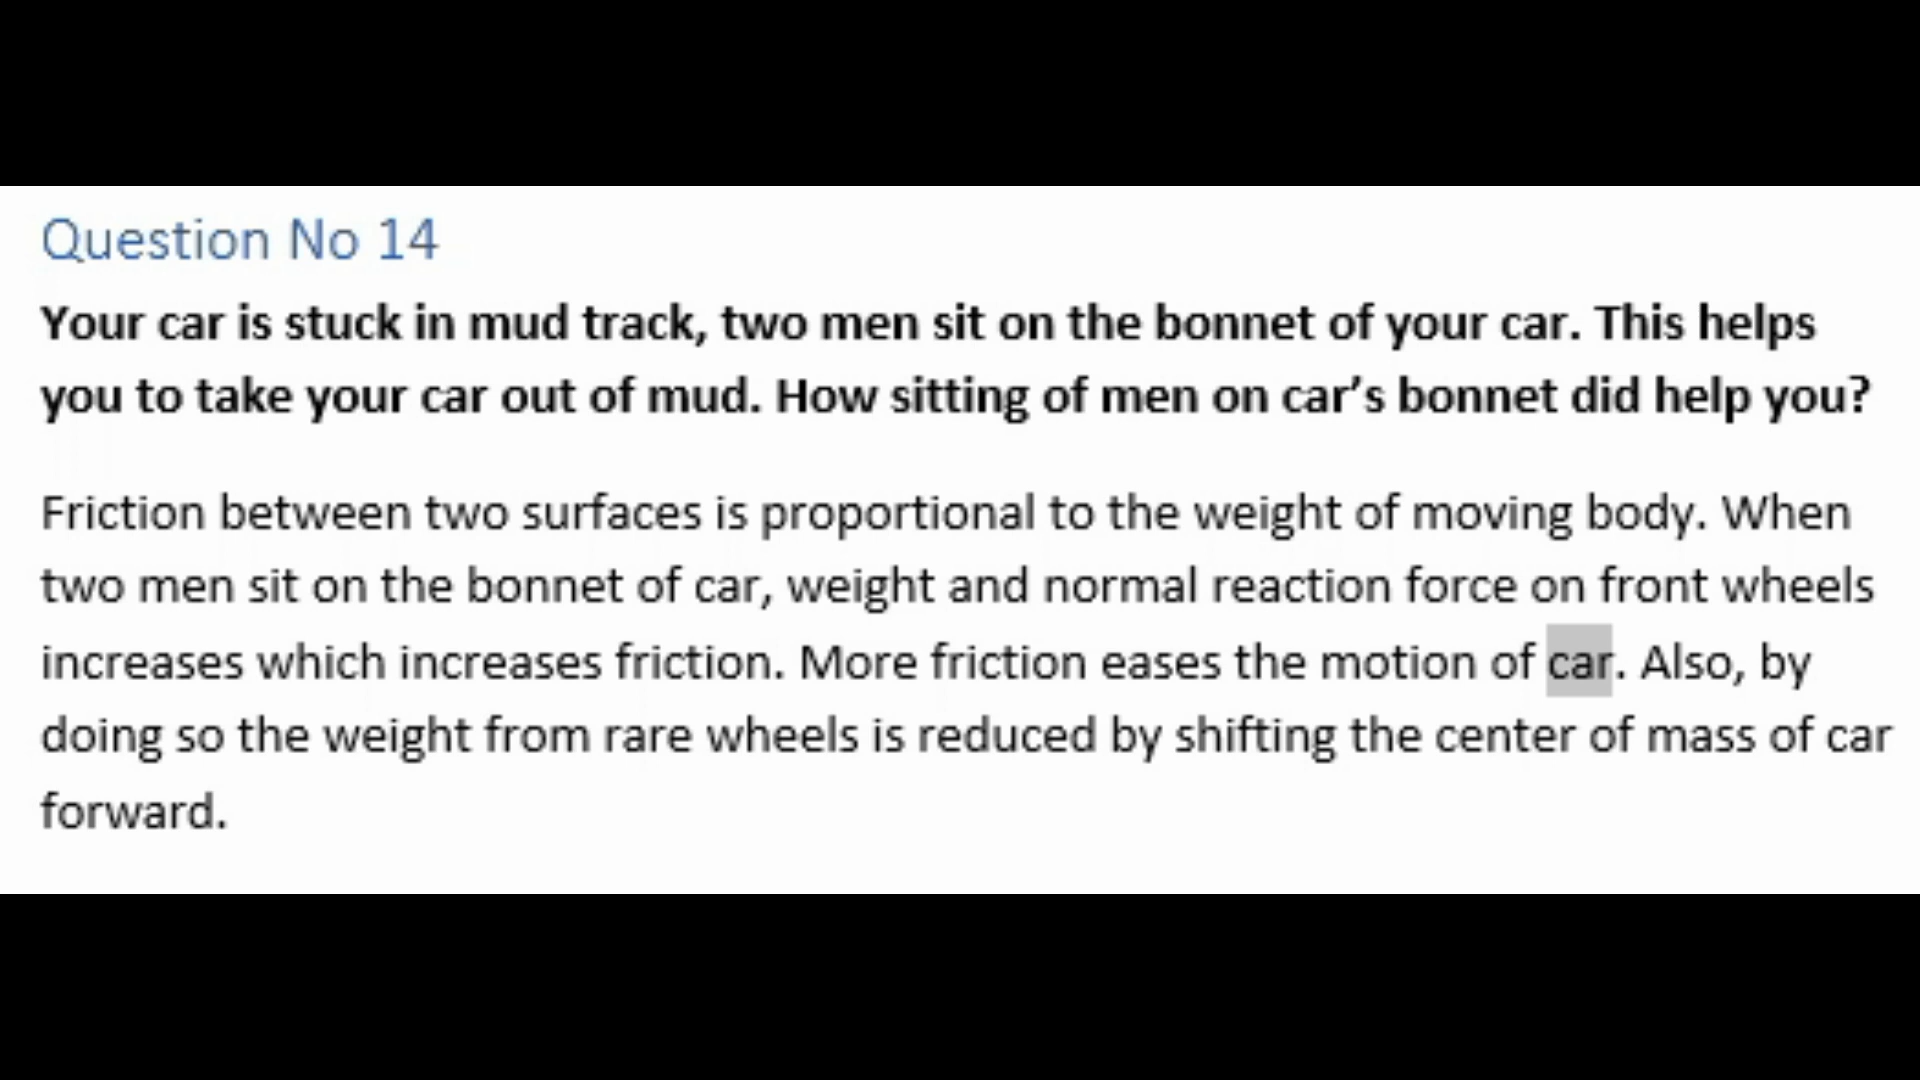 Question No 14
Your car is stuck in mud track, two men sit on the bonnet of your car. This helps
you to take your car out of mud. How sitting of men on car’s bonnet did help you?
Friction between two surfaces is proportional to the weight of moving body. When
two men sit on the bonnet of car, weight and normal reaction force on front wheels
increases which increases friction. More friction eases the motion of car. Also, by
doing so the weight from rare wheels is reduced by shifting the center of mass of car
forward.